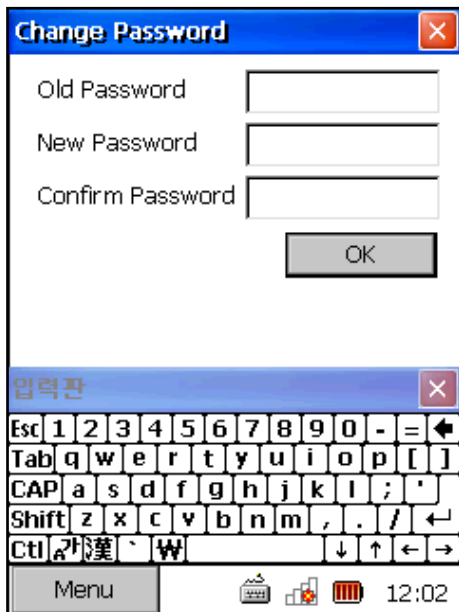 Change Password
Old Password
New Password
Confirm Password
OK
입력판
Esc 1 2 3 4 5 6 7 8 9 0 - =
Tab q w e r t y u i o p [ ]
CAP a s d f g h j k l ; '
Shift z x c v b n m , . /
Ctl 가 漢 ` ₩ ↓ ↑ ← →
Menu 12:02